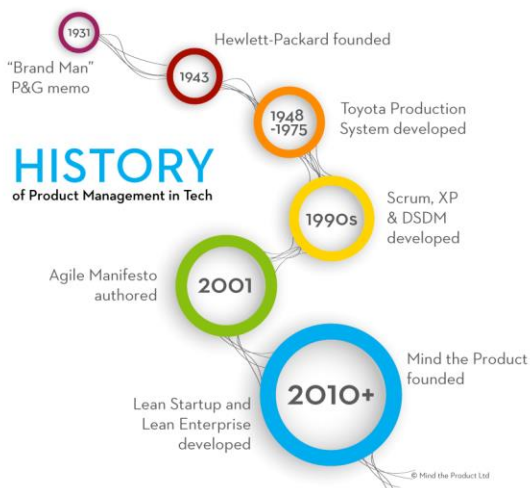 1931
"Brand Man"
P&G memo
1943
Hewlett-Packard founded
1948
-1975
Toyota Production
System developed
HISTORY
of Product Management in Tech
1990s
Scrum, XP
& DSDM
developed
Agile Manifesto
authored
2001
2010+
Mind the Product
founded
Lean Startup and
Lean Enterprise
developed
© Mind the Product Ltd